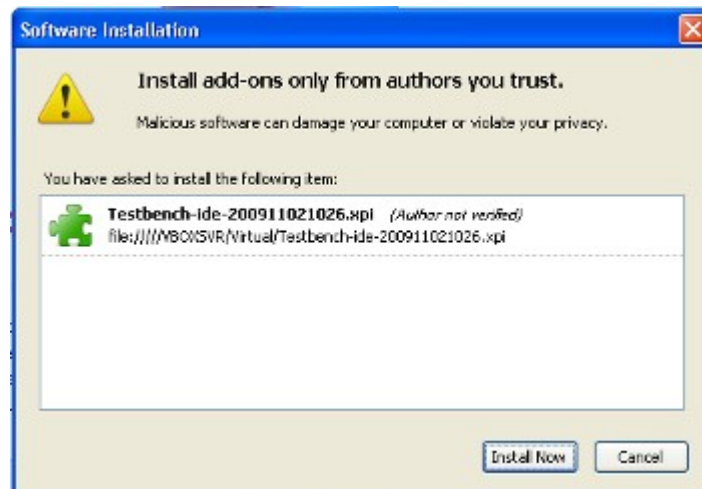 Software Installation
Install add-ons only from authors you trust.
Malicious software can damage your computer or violate your privacy.
You have asked to install the following item:
Testbench-ide-200911021026.xpi (Author not verified)
file://///VBOXSVR/Virtual/Testbench-ide-200911021026.xpi
Install Now Cancel